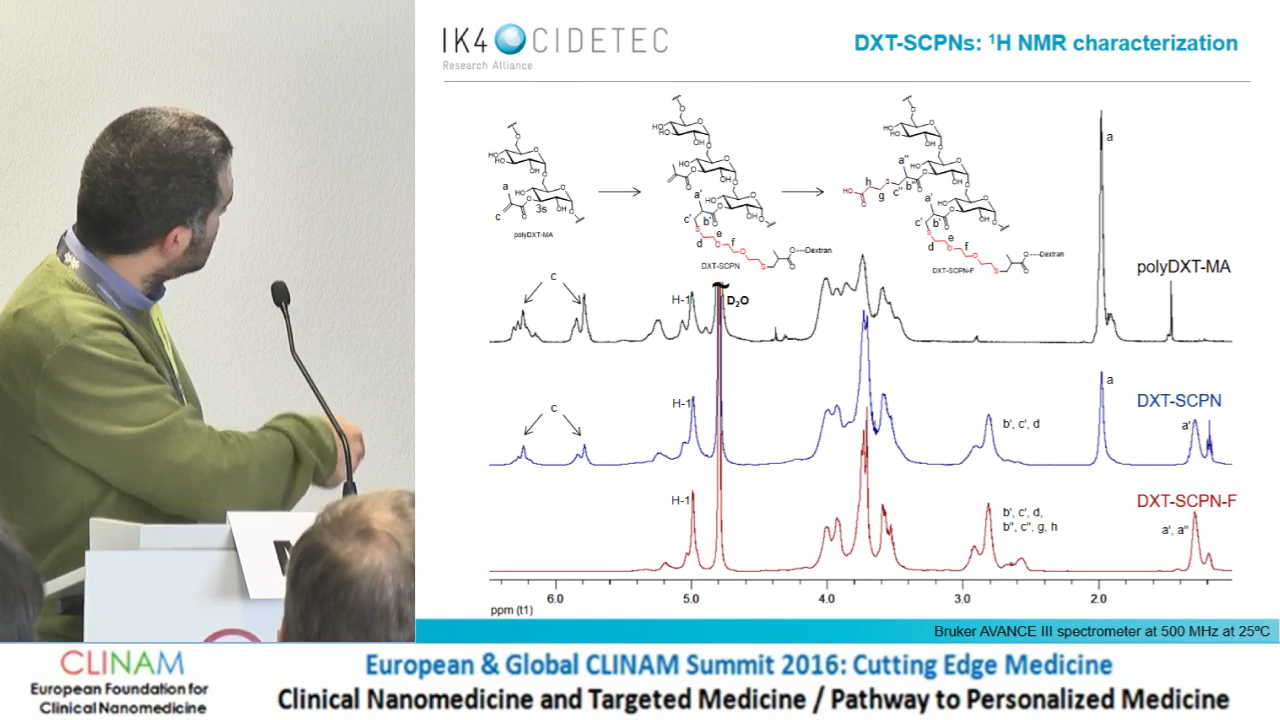 IK4 CIDETEC
Research Alliance
DXT-SCPNs: ¹H NMR characterization
a
c
3s
HO
OH
O
polyDXT-MA
a'
c'
b'
d
e
f
S
Dextran
DXT-SCPN
a''
h
g
c''
b''
a'
c'
b'
d
e
f
S
Dextran
DXT-SCPN-F
a
polyDXT-MA
c
H-1
D₂O
a
DXT-SCPN
c
H-1
b', c', d
a'
DXT-SCPN-F
H-1
b', c', d,
b", c", g, h
a', a"
6.0 5.0 4.0 3.0 2.0
ppm (t1)
Bruker AVANCE III spectrometer at 500 MHz at 25ºC
CLINAM
European Foundation for
Clinical Nanomedicine
European & Global CLINAM Summit 2016: Cutting Edge Medicine
Clinical Nanomedicine and Targeted Medicine / Pathway to Personalized Medicine